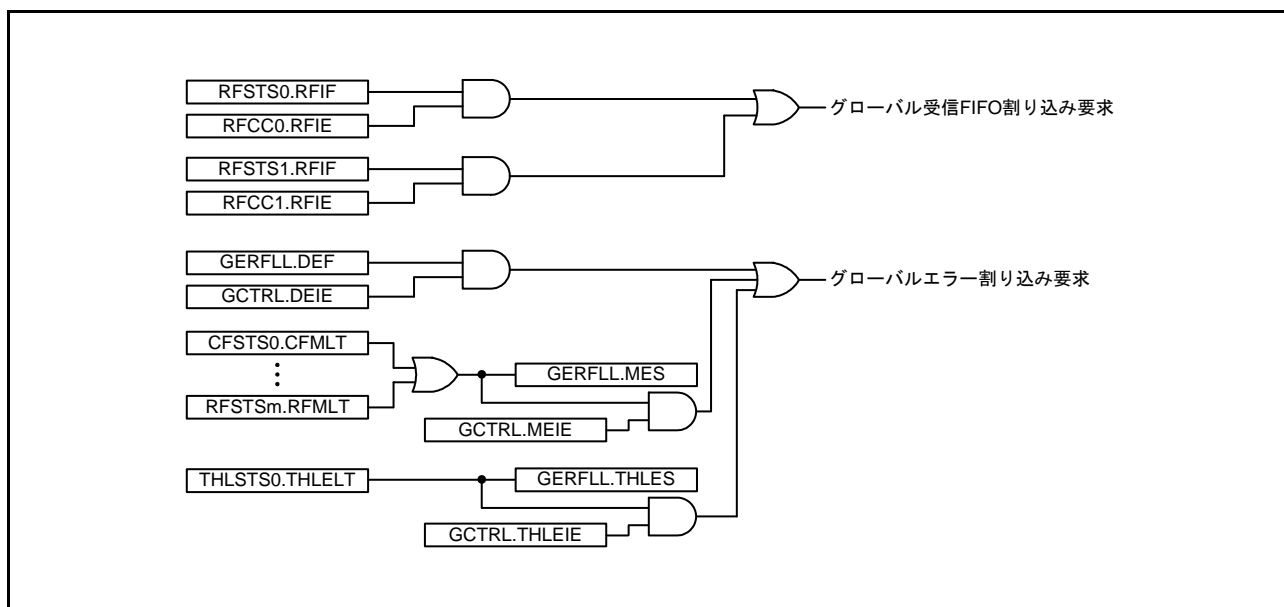 RFSTS0.RFIF
RFCC0.RFIE
グローバル受信FIFO割り込み要求
RFSTS1.RFIF
RFCC1.RFIE
GERFLL.DEF
GCTRL.DEIE
グローバルエラー割り込み要求
CFSTS0.CFMLT
RFSTSm.RFMLT
GERFLL.MES
GCTRL.MEIE
THLSTS0.THLELT
GERFLL.THLES
GCTRL.THLEIE